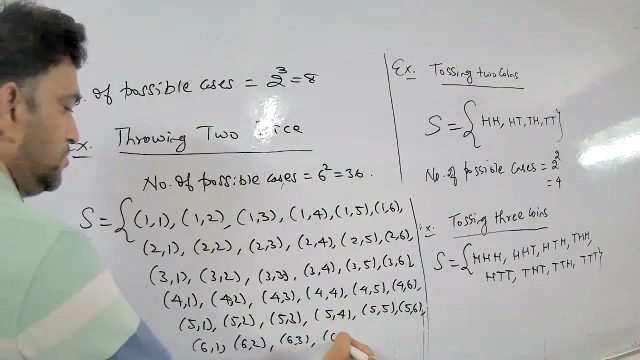 . of possible cases = 2³ = 8
x. Throwing Two Dice
No. of possible cases = 6² = 36.
S = { (1,1), (1,2), (1,3), (1,4), (1,5), (1,6),
(2,1), (2,2), (2,3), (2,4), (2,5), (2,6),
(3,1), (3,2), (3,3), (3,4), (3,5), (3,6),
(4,1), (4,2), (4,3), (4,4), (4,5), (4,6),
(5,1), (5,2), (5,3), (5,4), (5,5), (5,6),
(6,1), (6,2), (6,3), (
Ex. Tossing two coins
S = { HH, HT, TH, TT }
No. of possible cases = 2²
= 4
x. Tossing three coins
S = { HHH, HHT, HTH, THH,
HTT, THT, TTH, TTT }